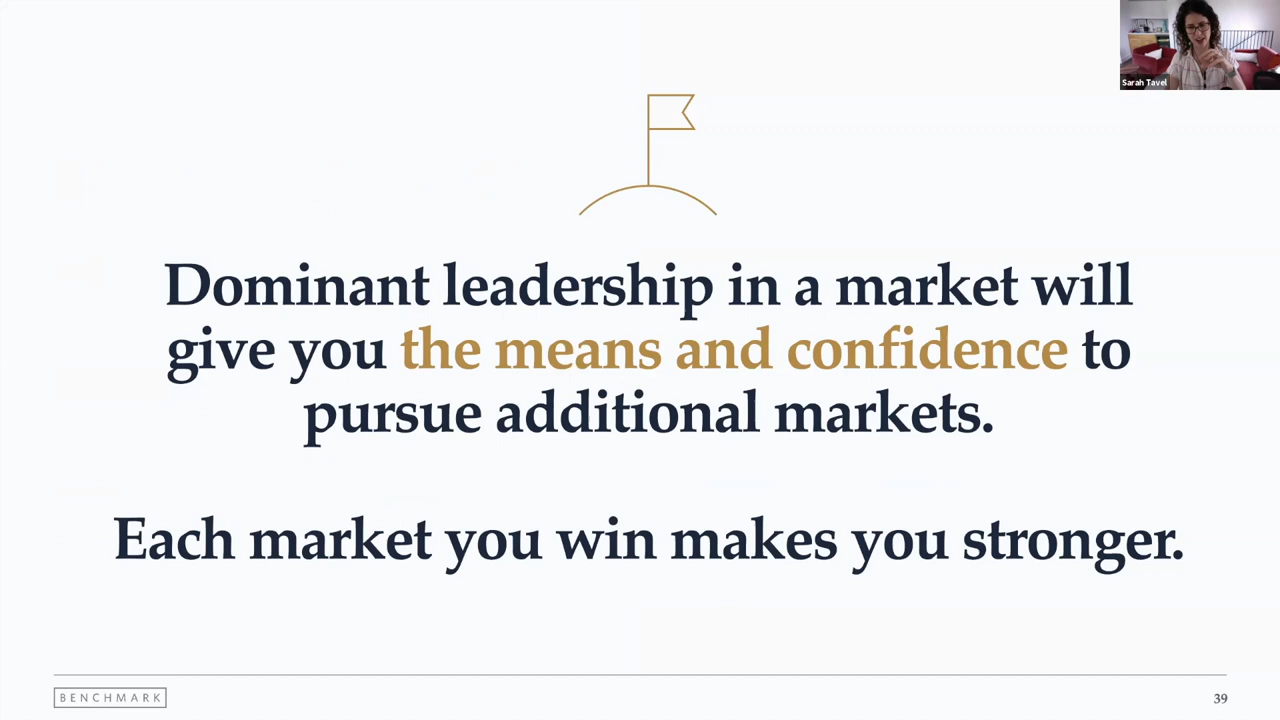 Sarah Tavel
Dominant leadership in a market will
give you the means and confidence to
pursue additional markets.
Each market you win makes you stronger.
BENCHMARK
39